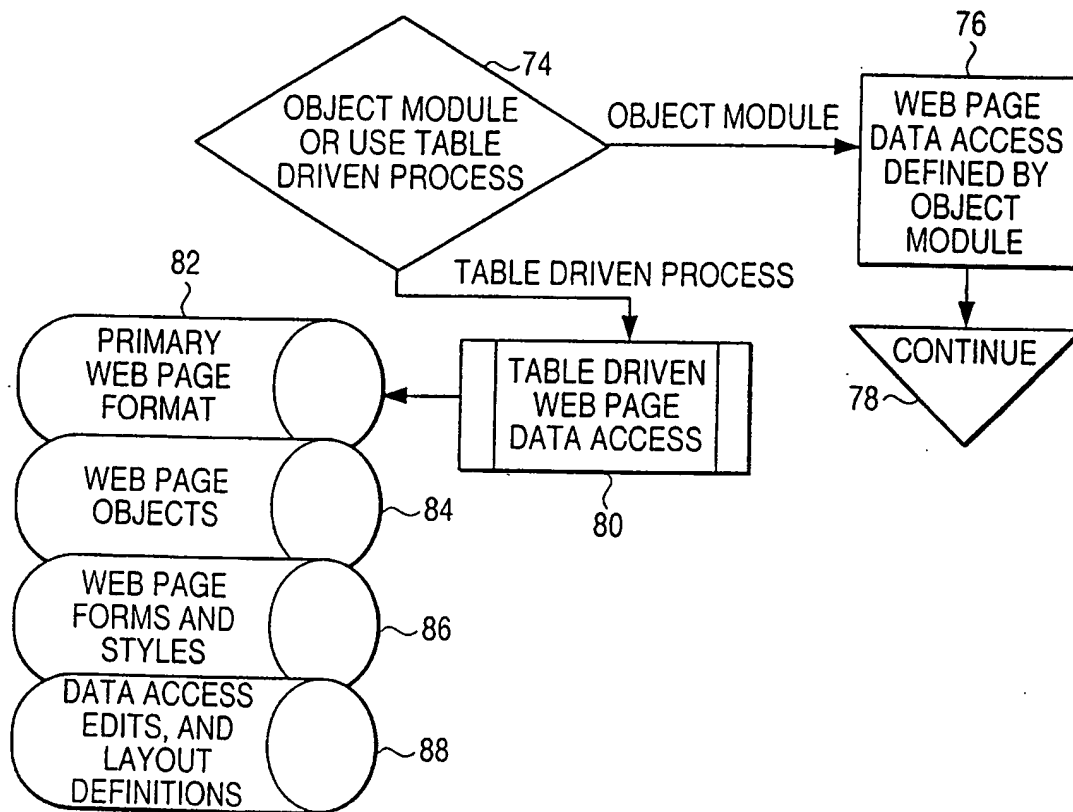 74
OBJECT MODULE
OR USE TABLE
DRIVEN PROCESS
OBJECT MODULE
76
WEB PAGE
DATA ACCESS
DEFINED BY
OBJECT
MODULE
TABLE DRIVEN PROCESS
CONTINUE
78
TABLE DRIVEN
WEB PAGE
DATA ACCESS
80
82
PRIMARY
WEB PAGE
FORMAT
WEB PAGE
OBJECTS
84
WEB PAGE
FORMS AND
STYLES
86
DATA ACCESS
EDITS, AND
LAYOUT
DEFINITIONS
88